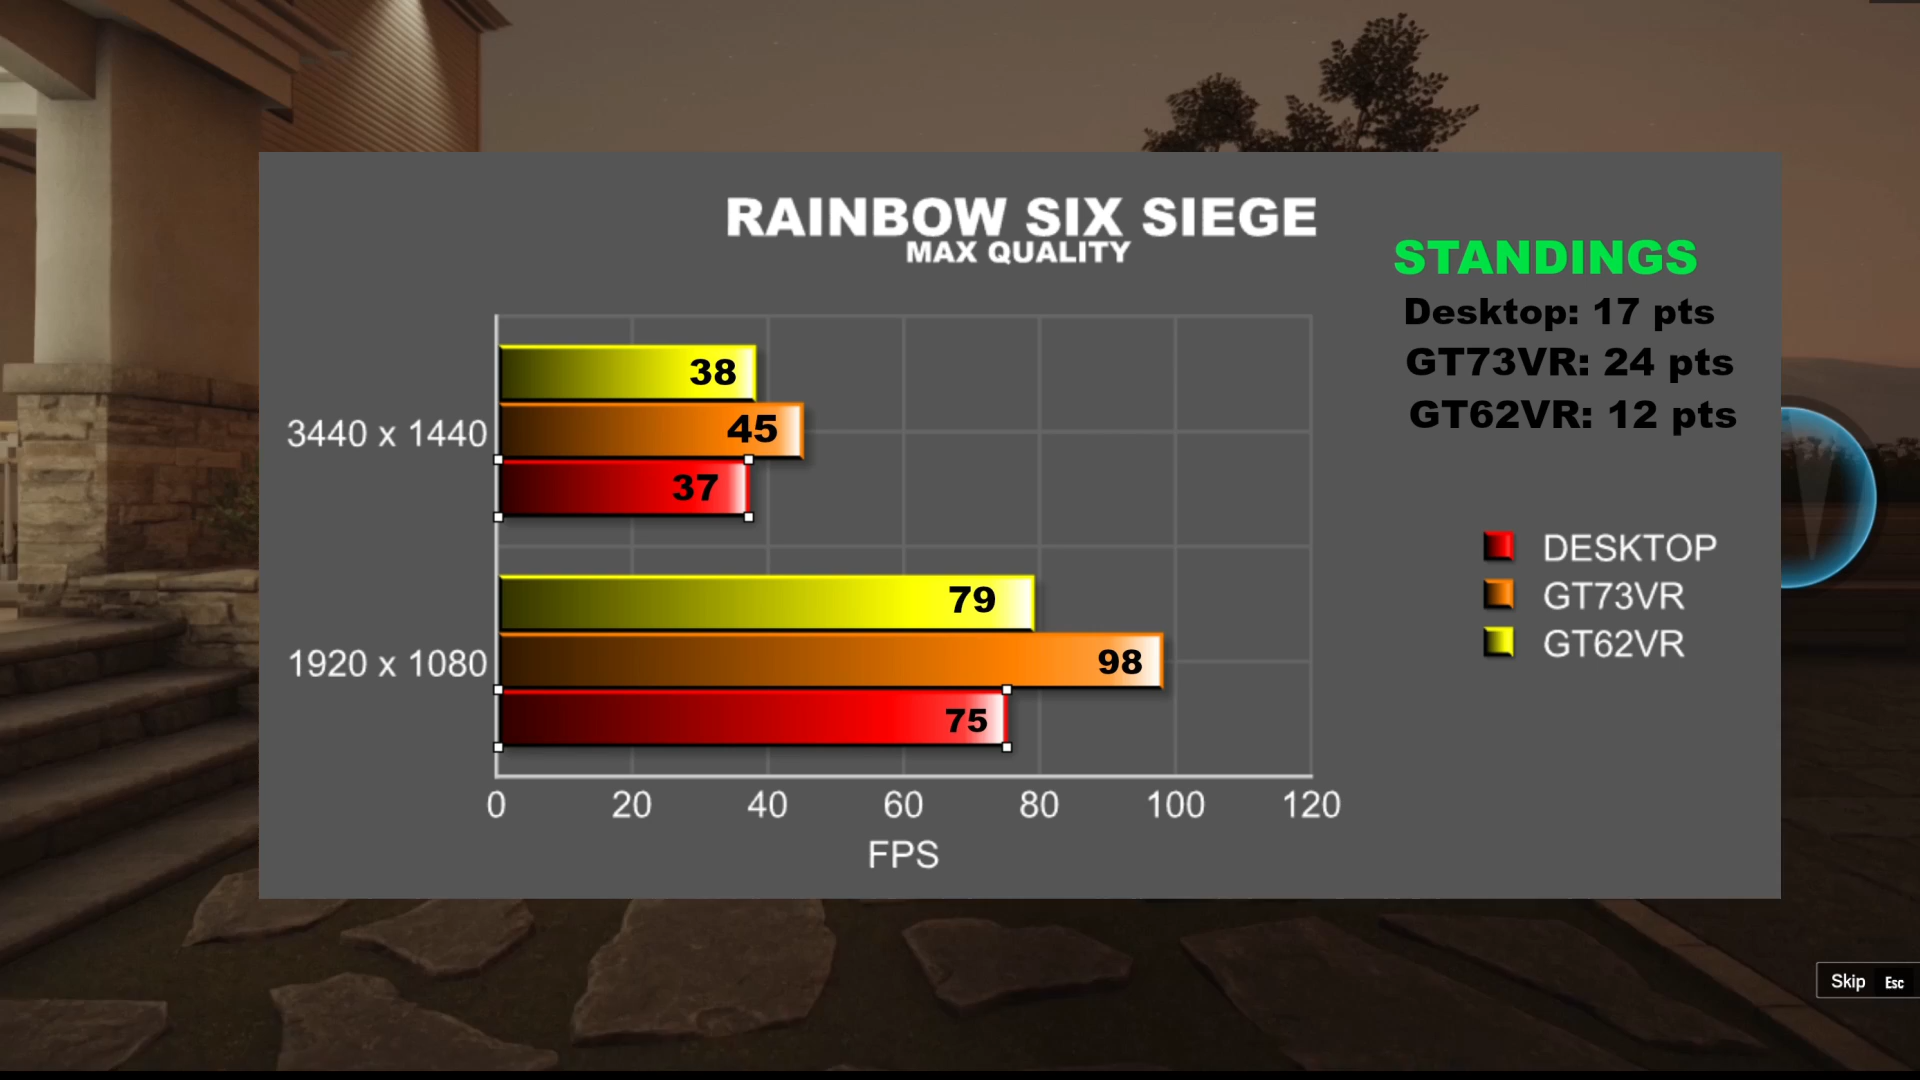 RAINBOW SIX SIEGE
MAX QUALITY
STANDINGS
Desktop: 17 pts
GT73VR: 24 pts
GT62VR: 12 pts
38
3440 x 1440
45
37
DESKTOP
GT73VR
GT62VR
79
1920 x 1080
98
75
0 20 40 60 80 100 120
FPS
Skip Esc